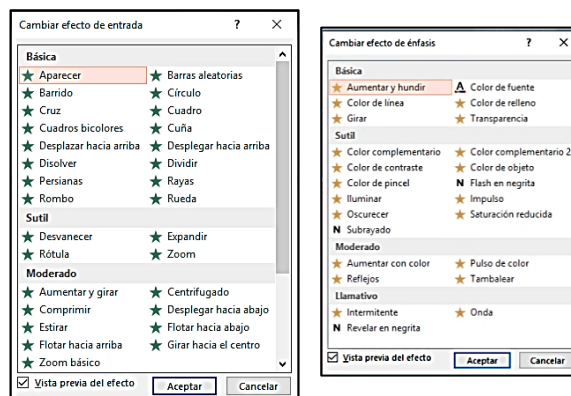 Cambiar efecto de entrada ? ×
Básica
Aparecer Barras aleatorias
Barrido Círculo
Cruz Cuadro
Cuadros bicolores Cuña
Desplazar hacia arriba Desplegar hacia arriba
Disolver Dividir
Persianas Rayas
Rombo Rueda
Sutil
Desvanecer Expandir
Rótula Zoom
Moderado
Aumentar y girar Centrifugado
Comprimir Desplegar hacia abajo
Estirar Flotar hacia abajo
Flotar hacia arriba Girar hacia el centro
Zoom básico
Vista previa del efecto Aceptar Cancelar
Cambiar efecto de énfasis ? ×
Básica
Aumentar y hundir A Color de fuente
Color de línea Color de relleno
Girar Transparencia
Sutil
Color complementario Color complementario 2
Color de contraste Color de objeto
Color de pincel N Flash en negrita
Iluminar Impulso
Oscurecer Saturación reducida
N Subrayado
Moderado
Aumentar con color Pulso de color
Reflejos Tambalear
Llamativo
Intermitente Onda
N Revelar en negrita
Vista previa del efecto Aceptar Cancelar